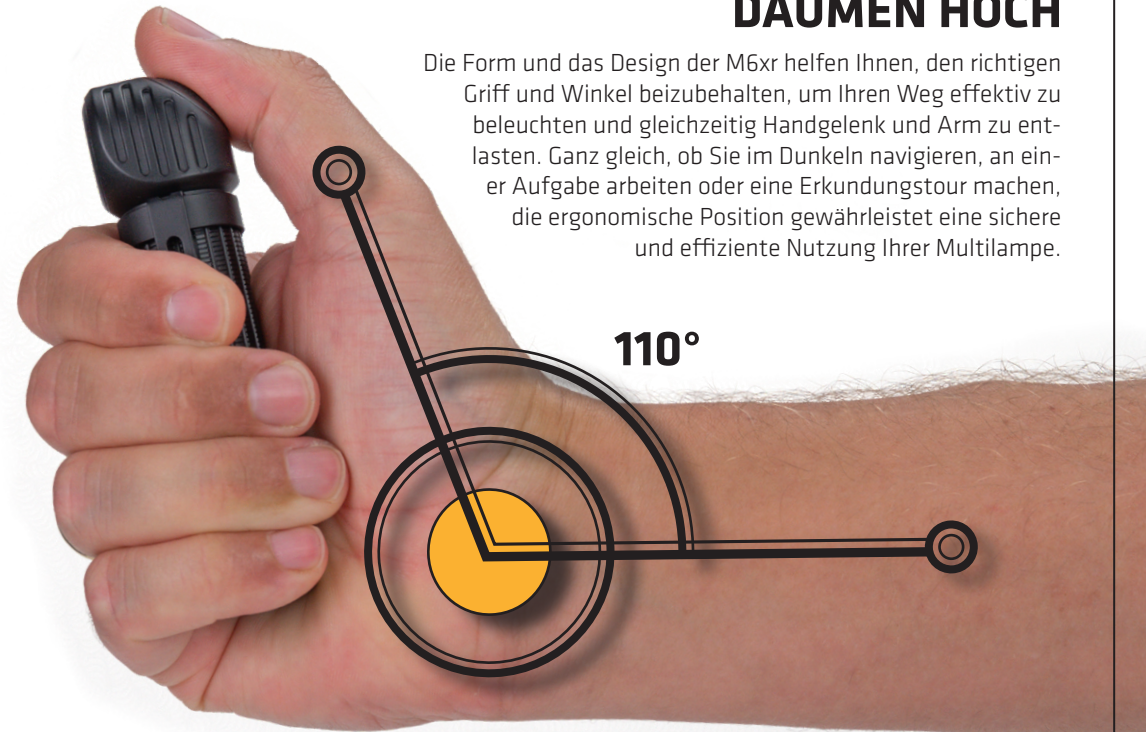 DAUMEN HOCH
Die Form und das Design der M6xr helfen Ihnen, den richtigen
Griff und Winkel beizubehalten, um Ihren Weg effektiv zu
beleuchten und gleichzeitig Handgelenk und Arm zu ent-
lasten. Ganz gleich, ob Sie im Dunkeln navigieren, an ein-
er Aufgabe arbeiten oder eine Erkundungstour machen,
die ergonomische Position gewährleistet eine sichere
und effiziente Nutzung Ihrer Multilampe.
110°